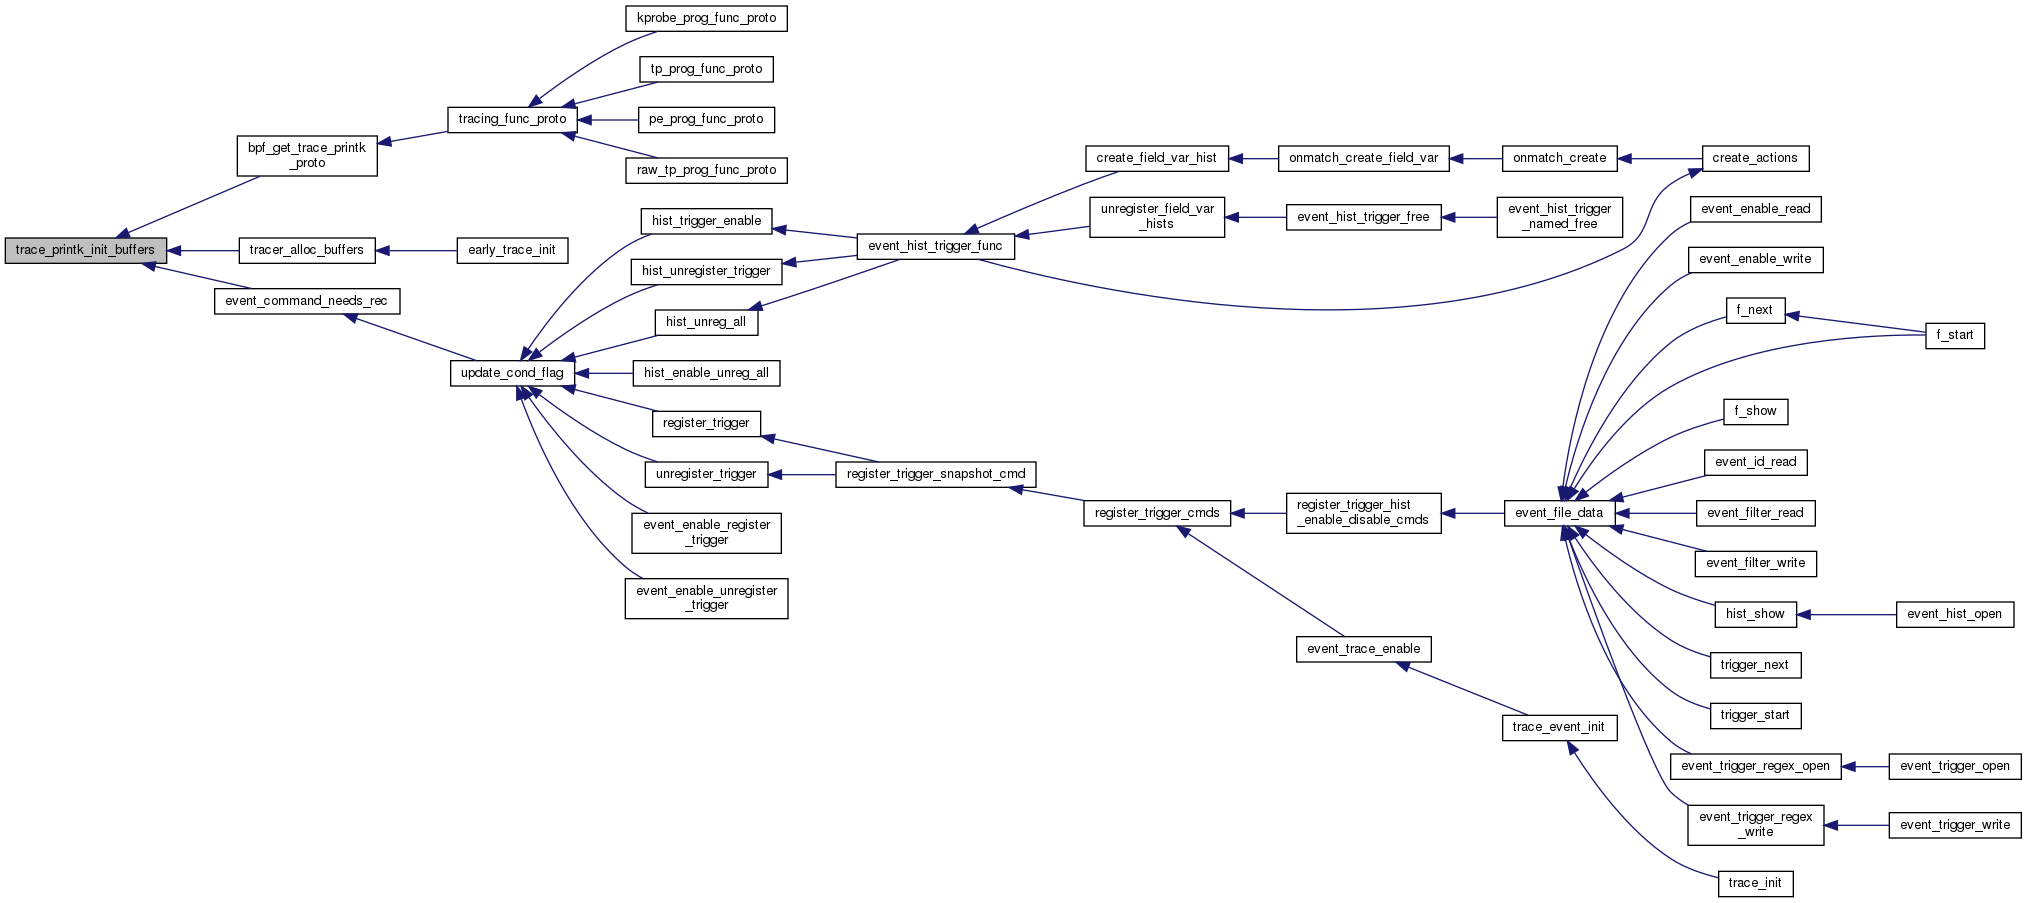 kprobe_prog_func_proto
tp_prog_func_proto
tracing_func_proto
pe_prog_func_proto
bpf_get_trace_printk
_proto
raw_tp_prog_func_proto
create_field_var_hist
onmatch_create_field_var
onmatch_create
create_actions
hist_trigger_enable
unregister_field_var
_hists
event_hist_trigger_free
event_hist_trigger
_named_free
event_enable_read
trace_printk_init_buffers
tracer_alloc_buffers
early_trace_init
event_hist_trigger_func
event_enable_write
hist_unregister_trigger
event_command_needs_rec
f_next
hist_unreg_all
f_start
update_cond_flag
hist_enable_unreg_all
register_trigger
f_show
unregister_trigger
register_trigger_snapshot_cmd
event_id_read
register_trigger_cmds
register_trigger_hist
_enable_disable_cmds
event_file_data
event_filter_read
event_enable_register
_trigger
event_filter_write
event_enable_unregister
_trigger
hist_show
event_hist_open
event_trace_enable
trigger_next
trace_event_init
trigger_start
event_trigger_regex_open
event_trigger_open
event_trigger_regex
_write
event_trigger_write
trace_init